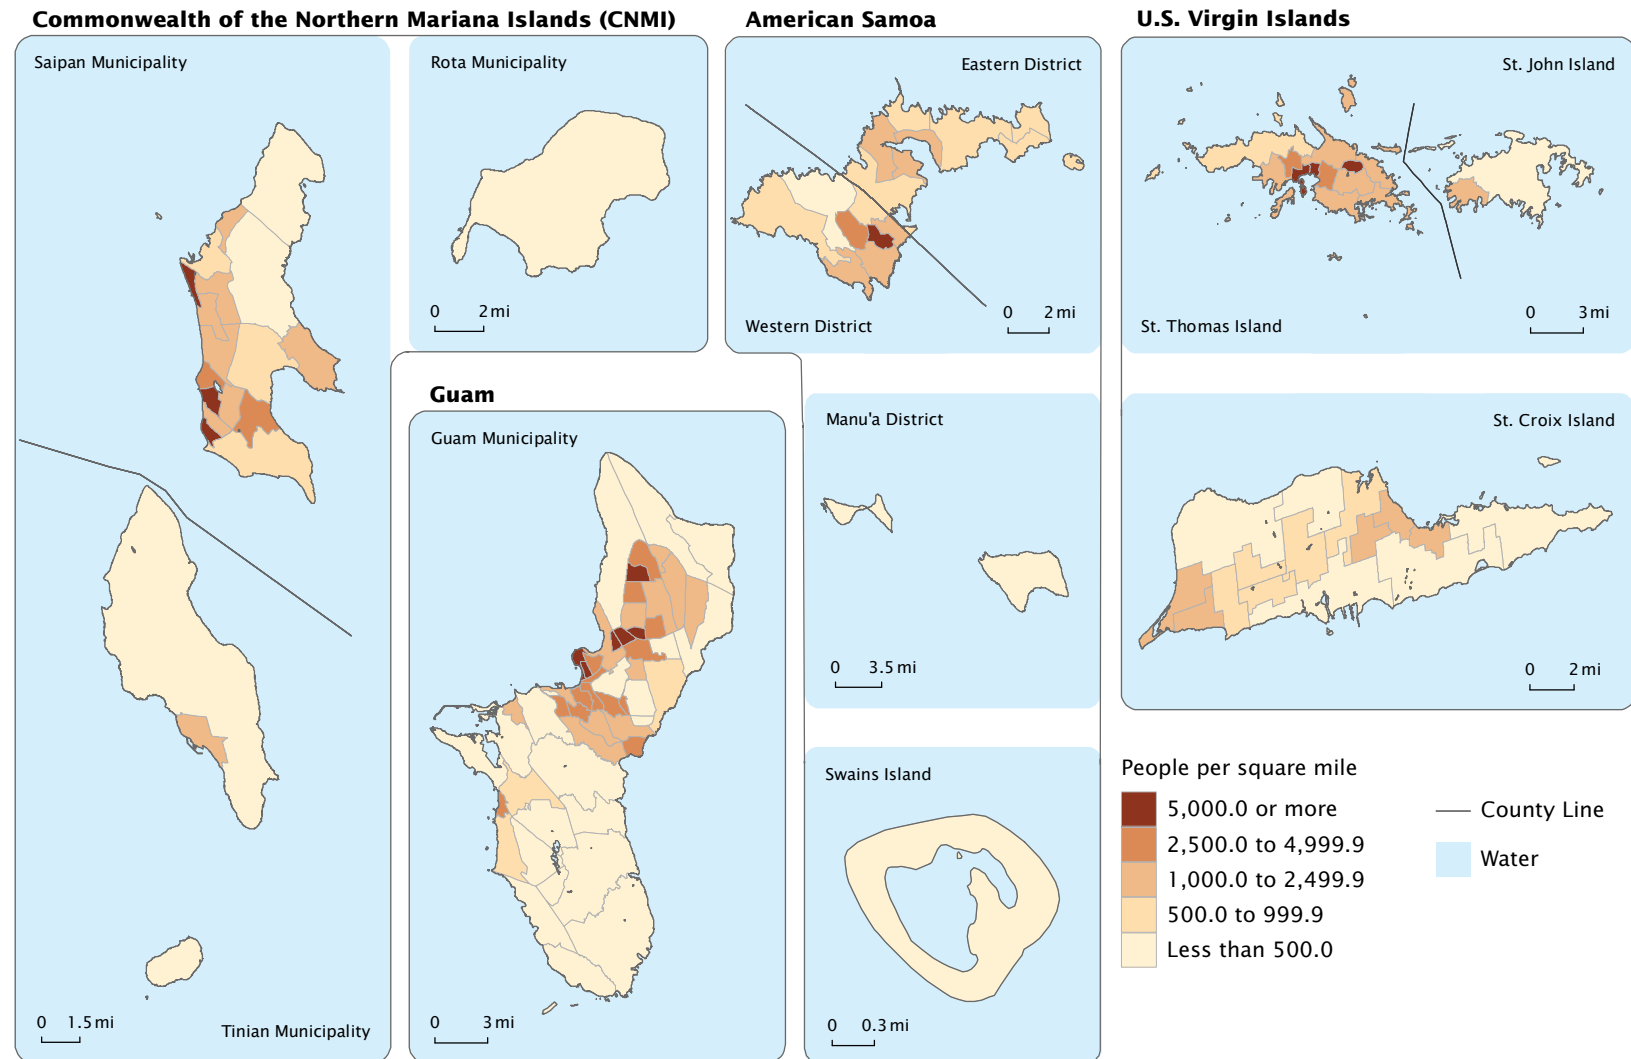 Commonwealth of the Northern Mariana Islands (CNMI)
Saipan Municipality
Rota Municipality
0 2 mi
0 1.5 mi
Tinian Municipality
Guam
Guam Municipality
0 3 mi
American Samoa
Eastern District
Western District
0 2 mi
Manu'a District
0 3.5 mi
Swains Island
0 0.3 mi
U.S. Virgin Islands
St. John Island
St. Thomas Island
0 3 mi
St. Croix Island
0 2 mi
People per square mile
5,000.0 or more
2,500.0 to 4,999.9
1,000.0 to 2,499.9
500.0 to 999.9
Less than 500.0
County Line
Water